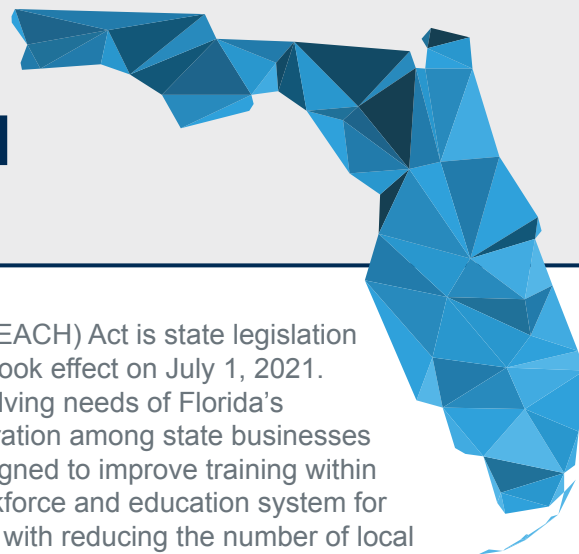 EACH) Act is state legislation
ook effect on July 1, 2021.
lving needs of Florida's
ration among state businesses
igned to improve training within
kforce and education system for
with reducing the number of local